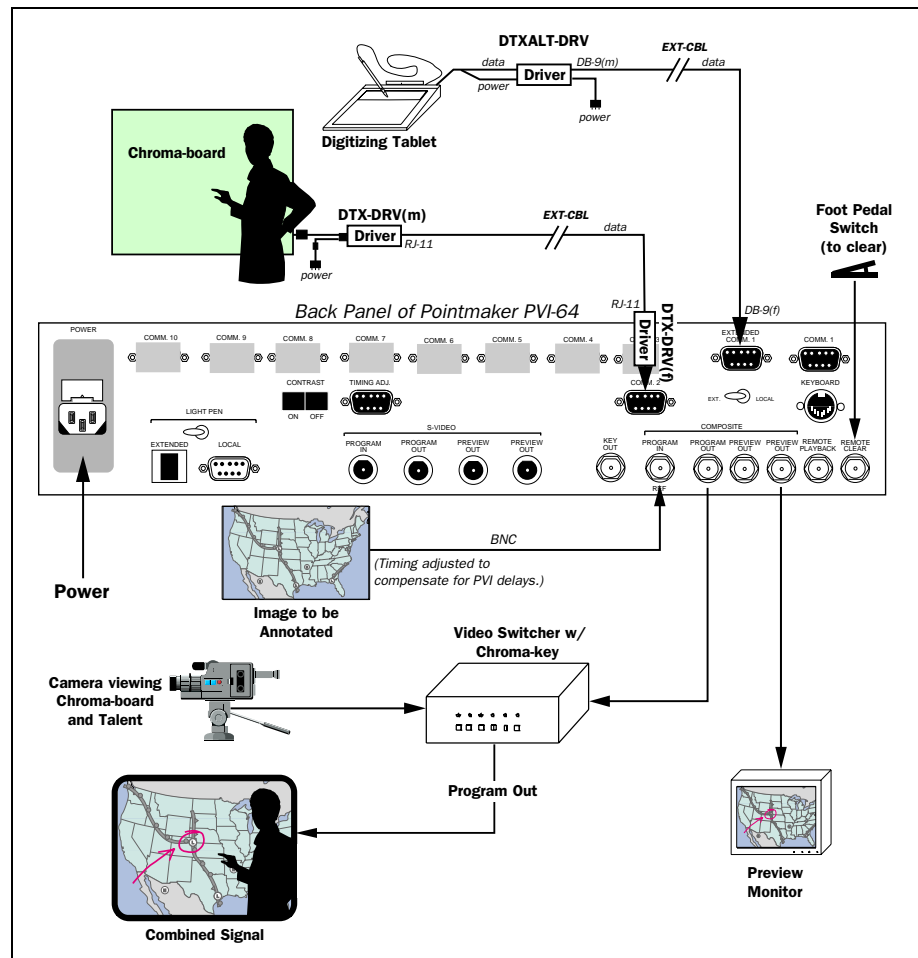 DTXALT-DRV
data
Driver
DB-9(m)
EXT-CBL
data
power
power
Digitizing Tablet
Chroma-board
DTX-DRV(m)
Driver
RJ-11
power
EXT-CBL
data
Foot Pedal
Switch
(to clear)
Back Panel of Pointmaker PVI-64
RJ-11
Driver
DTX-DRV(f)
DB-9(f)
POWER
COMM. 10
COMM. 9
COMM. 8
COMM. 7
COMM. 6
COMM. 5
COMM. 4
EXTENDED
COMM. 1
COMM. 1
CONTRAST
ON
OFF
TIMING ADJ.
COMM. 2
EXT.
LOCAL
KEYBOARD
LIGHT PEN
EXTENDED
LOCAL
S-VIDEO
PROGRAM
IN
PROGRAM
OUT
PREVIEW
OUT
PREVIEW
OUT
COMPOSITE
KEY
OUT
PROGRAM
IN
PROGRAM
OUT
PREVIEW
OUT
PREVIEW
OUT
REMOTE
PLAYBACK
REMOTE
CLEAR
REF
Power
BNC
(Timing adjusted to
compensate for PVI delays.)
Image to be
Annotated
Video Switcher w/
Chroma-key
Camera viewing
Chroma-board
and Talent
Program Out
Combined Signal
Preview
Monitor